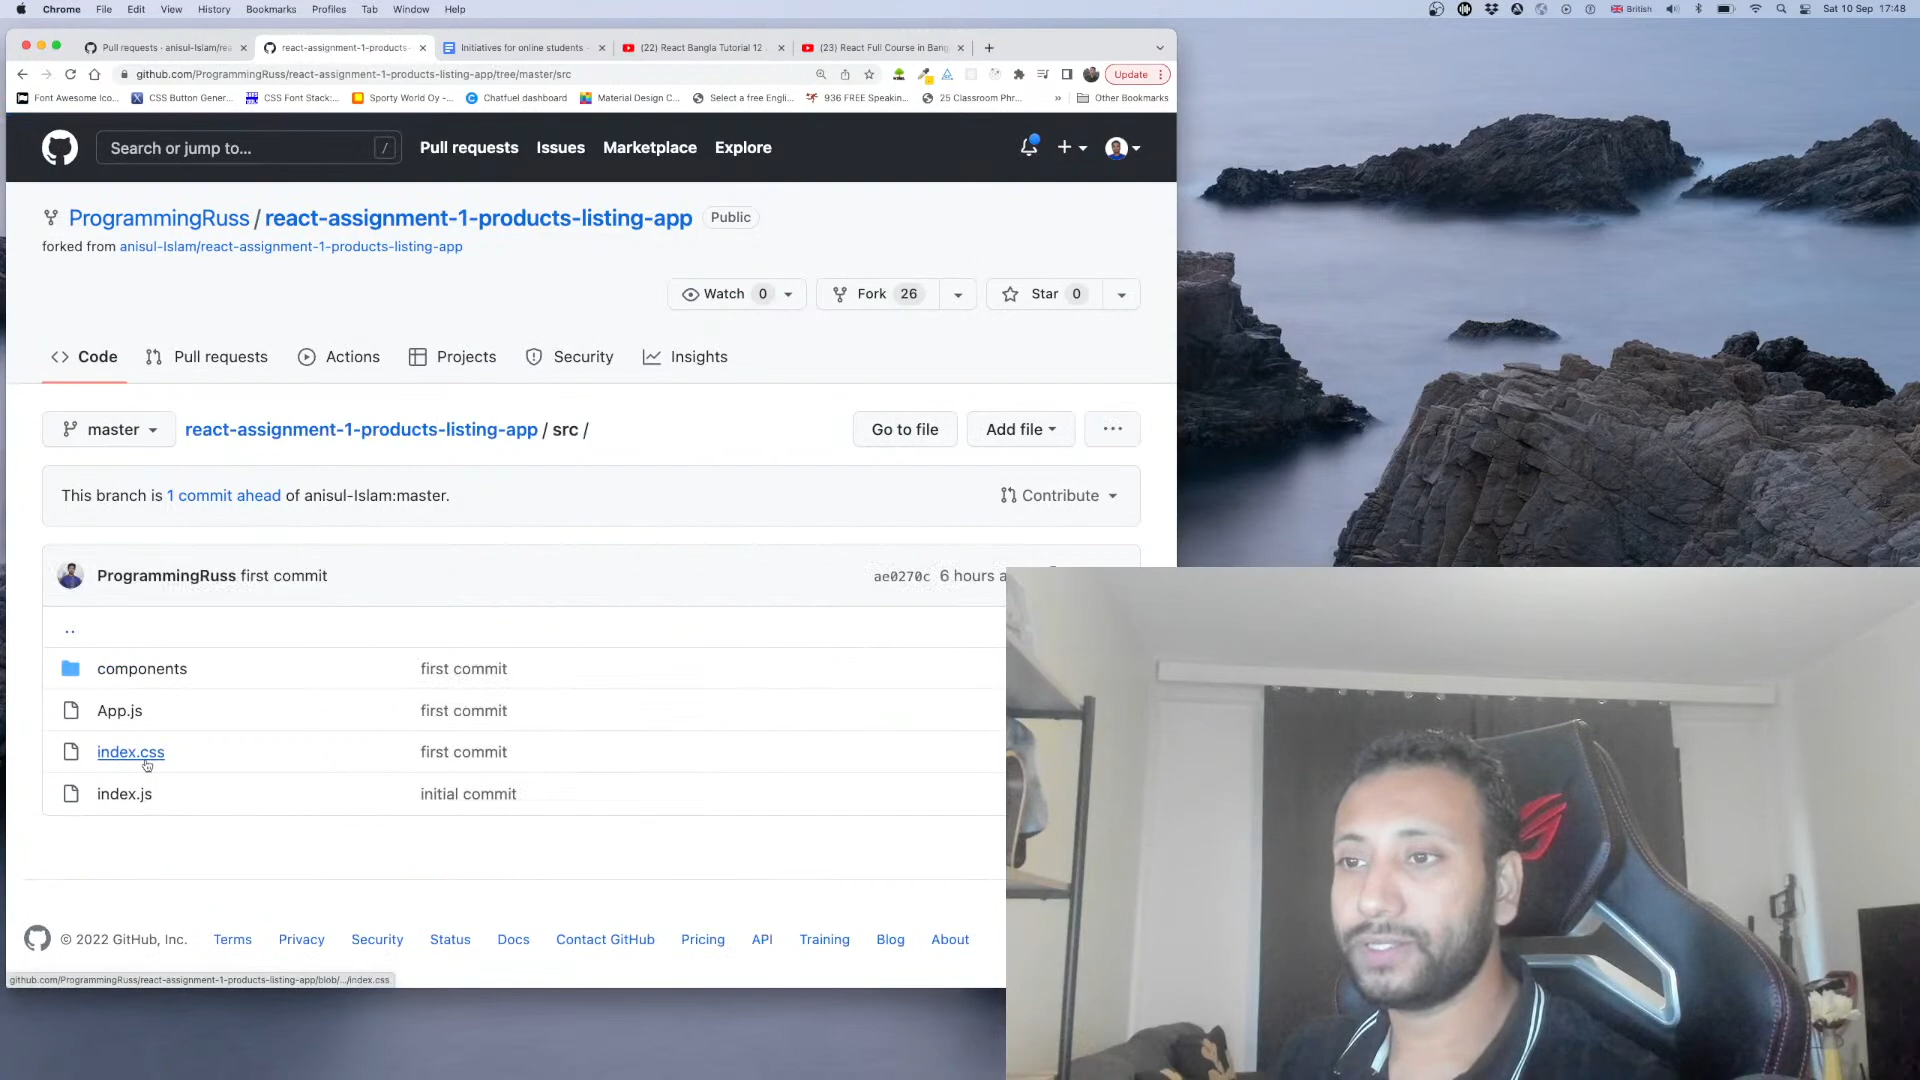 Chrome File Edit View History Bookmarks Profiles Tab Window Help
British Sat 10 Sep 17:48
Pull requests · anisul-Islam/rea
react-assignment-1-products-
Initiatives for online students -
(22) React Bangla Tutorial 12
(23) React Full Course in Bang
github.com/ProgrammingRuss/react-assignment-1-products-listing-app/tree/master/src
Update
Font Awesome Ico... CSS Button Gener... CSS Font Stack:... Sporty World Oy -... Chatfuel dashboard Material Design C... Select a free Engli... 936 FREE Speakin... 25 Classroom Phr... » Other Bookmarks
Search or jump to... /
Pull requests Issues Marketplace Explore
ProgrammingRuss / react-assignment-1-products-listing-app Public
forked from anisul-Islam/react-assignment-1-products-listing-app
Watch 0 Fork 26 Star 0
Code Pull requests Actions Projects Security Insights
master react-assignment-1-products-listing-app / src / Go to file Add file ...
This branch is 1 commit ahead of anisul-Islam:master. Contribute
ProgrammingRuss first commit ae0270c 6 hours a
..
components first commit
App.js first commit
index.css first commit
index.js initial commit
© 2022 GitHub, Inc. Terms Privacy Security Status Docs Contact GitHub Pricing API Training Blog About
github.com/ProgrammingRuss/react-assignment-1-products-listing-app/blob/.../index.css